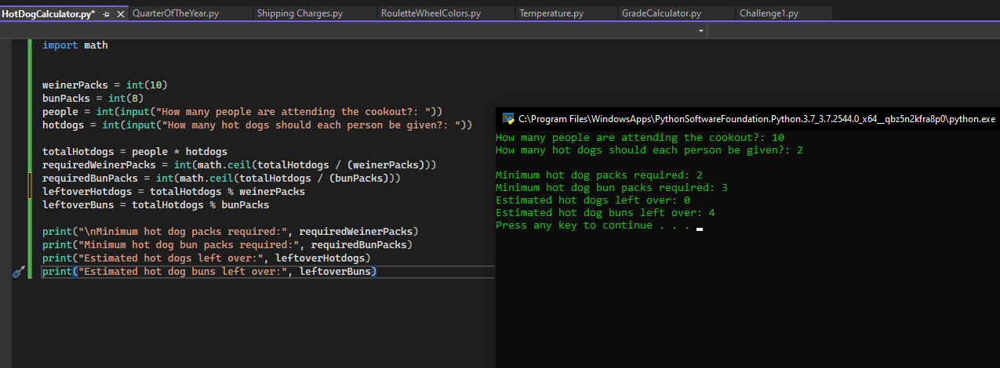 HotDogCalculator.py* QuarterOfTheYear.py Shipping Charges.py RouletteWheelColors.py Temperature.py GradeCalculator.py Challenge1.py
import math
weinerPacks = int(10)
bunPacks = int(8)
people = int(input("How many people are attending the cookout?: "))
hotdogs = int(input("How many hot dogs should each person be given?: "))
totalHotdogs = people * hotdogs
requiredWeinerPacks = int(math.ceil(totalHotdogs / (weinerPacks)))
requiredBunPacks = int(math.ceil(totalHotdogs / (bunPacks)))
leftoverHotdogs = totalHotdogs % weinerPacks
leftoverBuns = totalHotdogs % bunPacks
print("\nMinimum hot dog packs required:", requiredWeinerPacks)
print("Minimum hot dog bun packs required:", requiredBunPacks)
print("Estimated hot dogs left over:", leftoverHotdogs)
print("Estimated hot dog buns left over:", leftoverBuns)
C:\Program Files\WindowsApps\PythonSoftwareFoundation.Python.3.7_3.7.2544.0_x64__qbz5n2kfra8p0\python.exe
How many people are attending the cookout?: 10
How many hot dogs should each person be given?: 2
Minimum hot dog packs required: 2
Minimum hot dog bun packs required: 3
Estimated hot dogs left over: 0
Estimated hot dog buns left over: 4
Press any key to continue . . .